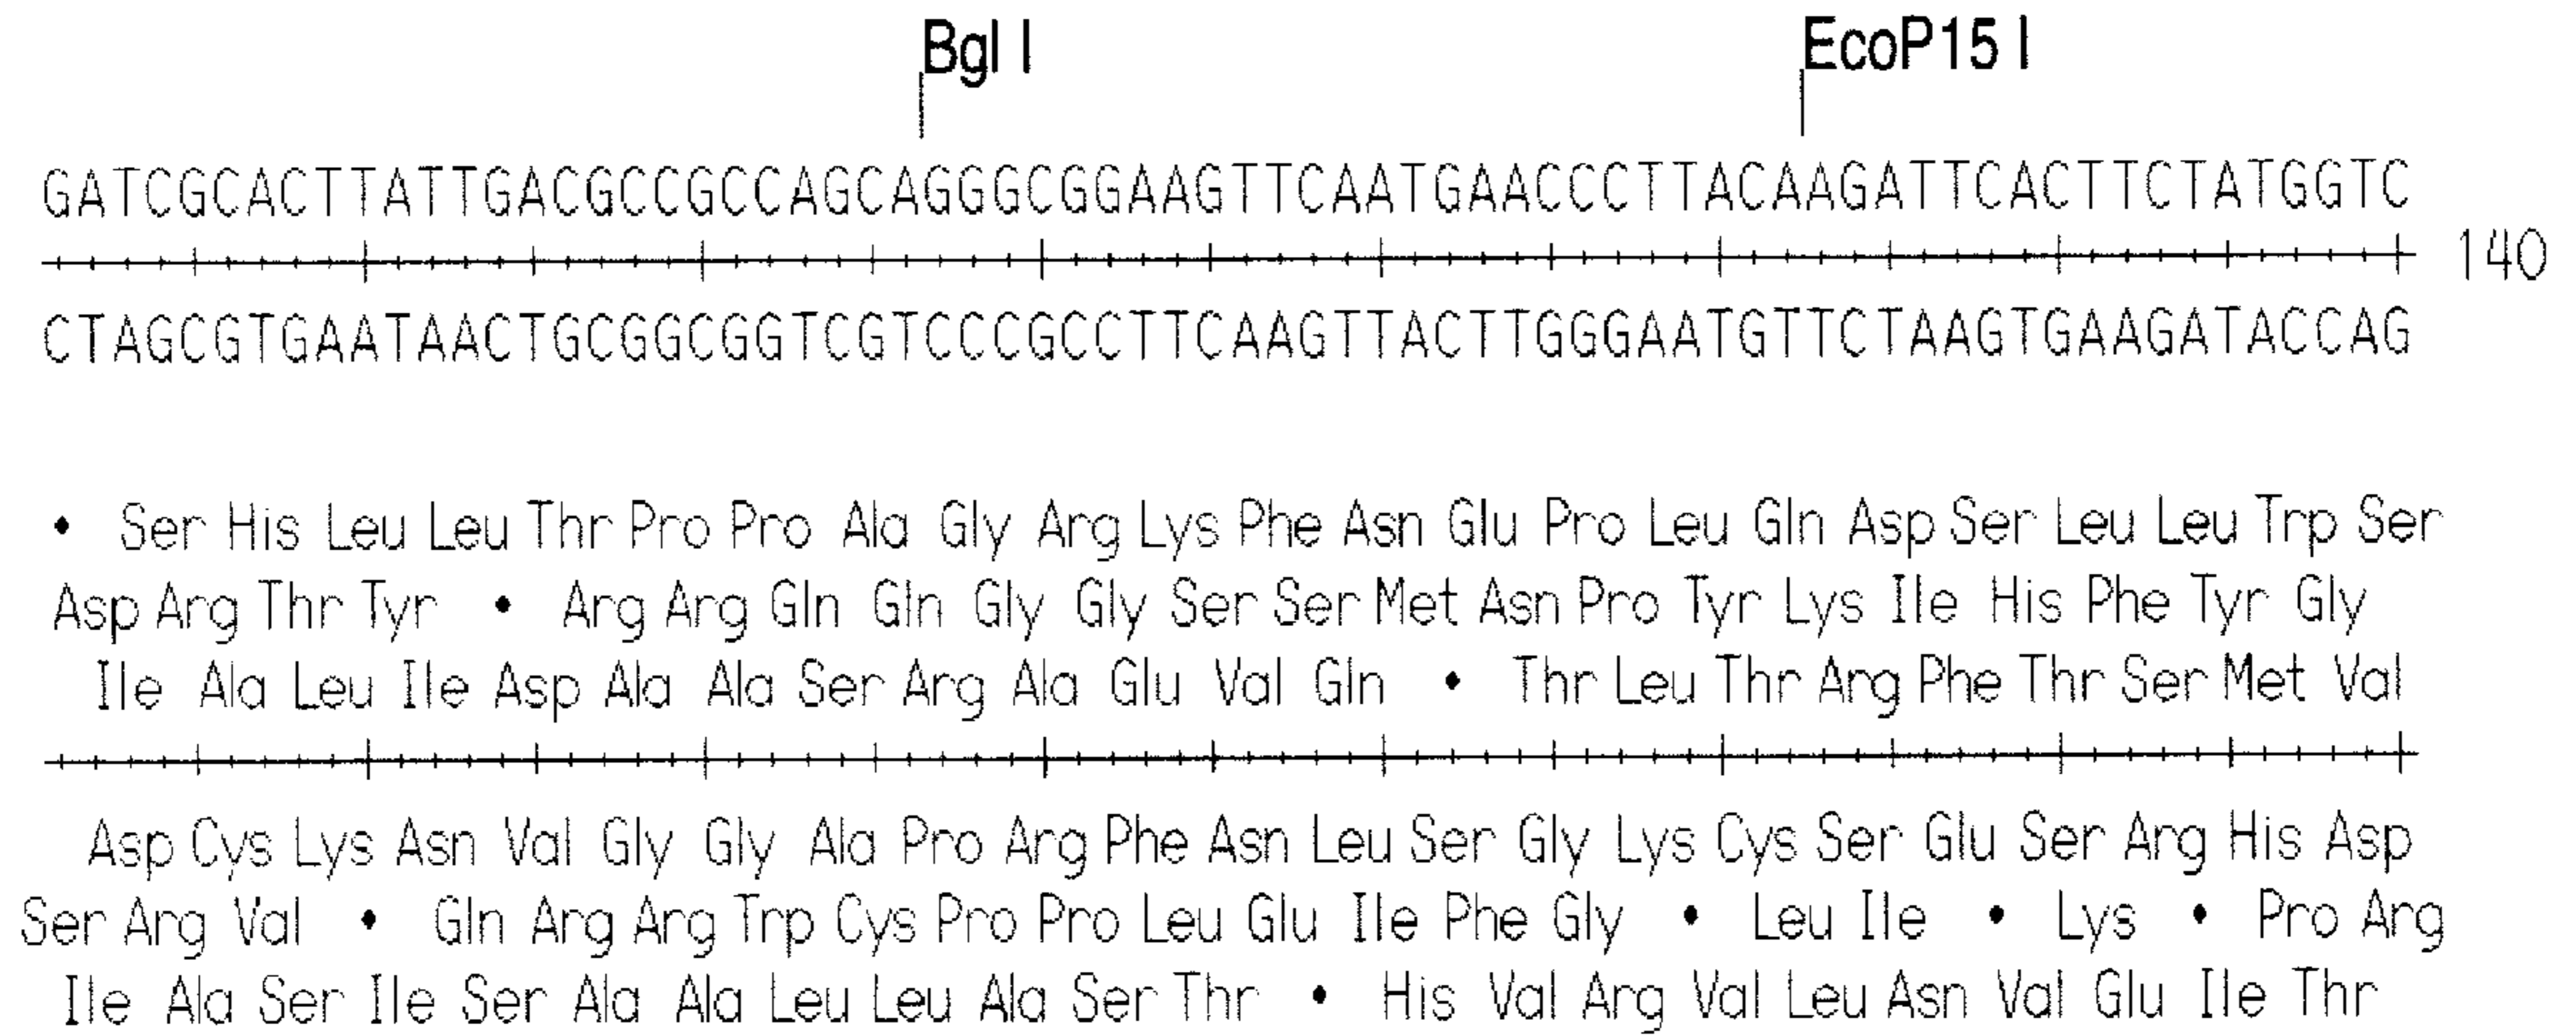 Bgl I EcoP15 I
GATCGCACTTATTGACGCCGCCAGCAGGGCGGAAGTTCAATGAACCCTTACAAGATTCACTTCTATGGTC
140
CTAGCGTGAATAACTGCGGCGGTCGTCCCGCCTTCAAGTTACTTGGGAATGTTCTAAGTGAAGATACCAG
• Ser His Leu Leu Thr Pro Pro Ala Gly Arg Lys Phe Asn Glu Pro Leu Gln Asp Ser Leu Leu Trp Ser
Asp Arg Thr Tyr • Arg Arg Gln Gln Gly Gly Ser Ser Met Asn Pro Tyr Lys Ile His Phe Tyr Gly
Ile Ala Leu Ile Asp Ala Ala Ser Arg Ala Glu Val Gln • Thr Leu Thr Arg Phe Thr Ser Met Val
Asp Cys Lys Asn Val Gly Gly Ala Pro Arg Phe Asn Leu Ser Gly Lys Cys Ser Glu Ser Arg His Asp
Ser Arg Val • Gln Arg Arg Trp Cys Pro Pro Leu Glu Ile Phe Gly • Leu Ile • Lys • Pro Arg
Ile Ala Ser Ile Ser Ala Ala Leu Leu Ala Ser Thr • His Val Arg Val Leu Asn Val Glu Ile Thr